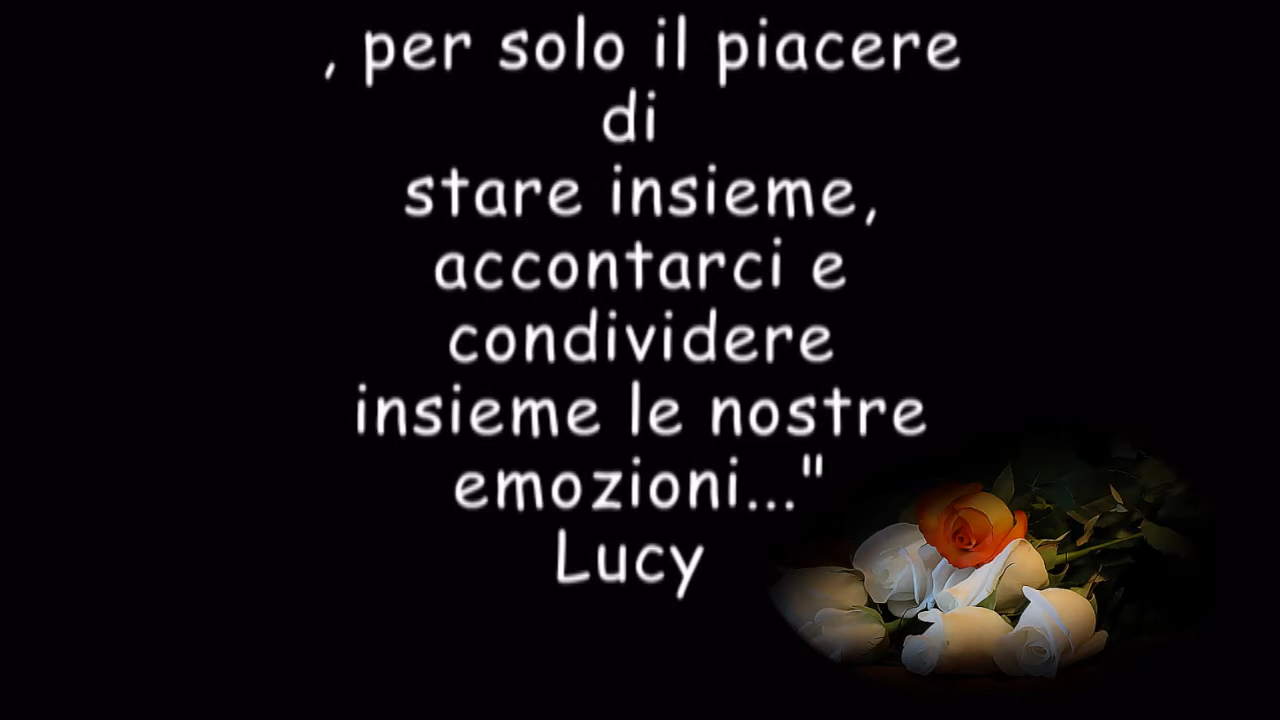 , per solo il piacere
di
stare insieme,
accontarci e
condividere
insieme le nostre
emozioni..."
Lucy